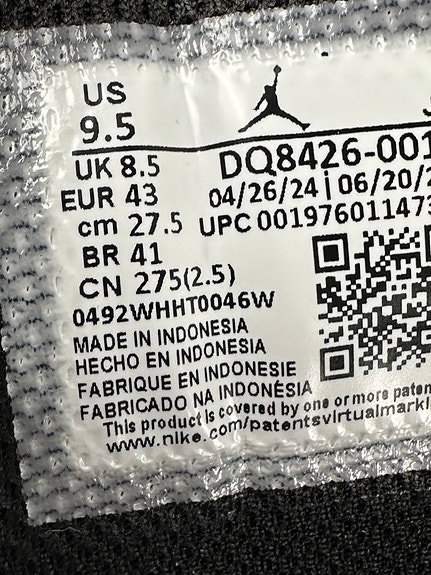 US
9.5
UK 8.5
EUR 43
cm 27.5
BR 41
CN 275(2.5)
0492WHHT0046W
DQ8426-001
04/26/24 | 06/20/2
UPC 00197601147
MADE IN INDONESIA
HECHO EN INDONESIA
FABRIQUE EN INDONESIE
FABRICADO NA INDONÉSIA
This product is covered by one or more paten
www.nike.com/patentsvirtualmarki